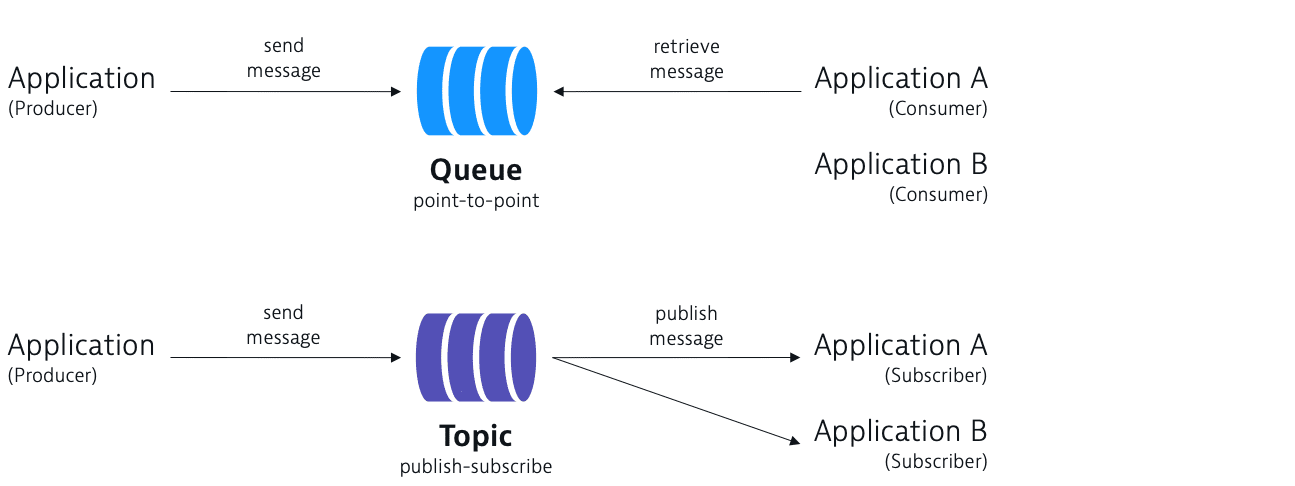 send
message
retrieve
message
Application
(Producer)
Application A
(Consumer)
Application B
(Consumer)
Queue
point-to-point
send
message
publish
message
Application
(Producer)
Application A
(Subscriber)
Application B
(Subscriber)
Topic
publish-subscribe